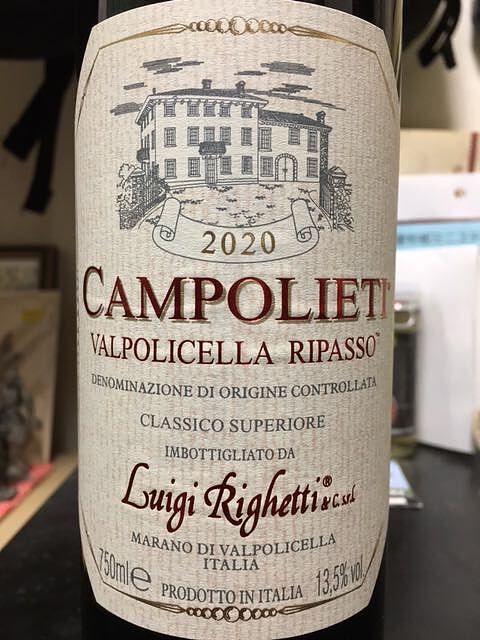 2020
CAMPOLIETI
VALPOLICELLA RIPASSO™
DENOMINAZIONE DI ORIGINE CONTROLLATA
CLASSICO SUPERIORE
IMBOTTIGLIATO DA
Luigi Righetti® & C. s.r.l.
MARANO DI VALPOLICELLA
ITALIA
750ml e PRODOTTO IN ITALIA 13,5% vol